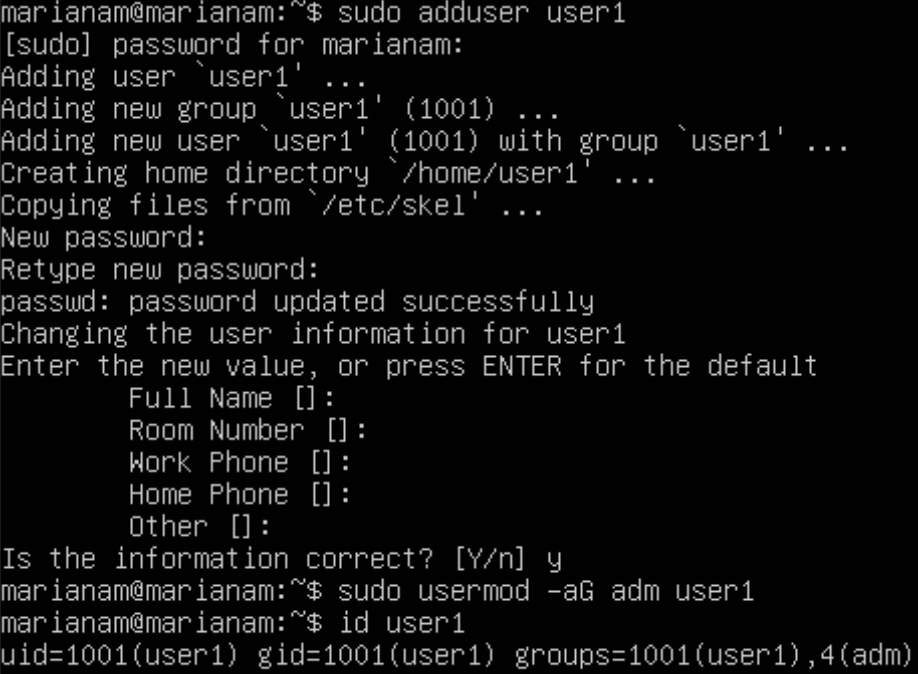 marianam@marianam:~$ sudo adduser user1
[sudo] password for marianam:
Adding user `user1' ...
Adding new group `user1' (1001) ...
Adding new user `user1' (1001) with group `user1' ...
Creating home directory `/home/user1' ...
Copying files from `/etc/skel' ...
New password:
Retype new password:
passwd: password updated successfully
Changing the user information for user1
Enter the new value, or press ENTER for the default
Full Name []:
Room Number []:
Work Phone []:
Home Phone []:
Other []:
Is the information correct? [Y/n] y
marianam@marianam:~$ sudo usermod -aG adm user1
marianam@marianam:~$ id user1
uid=1001(user1) gid=1001(user1) groups=1001(user1),4(adm)